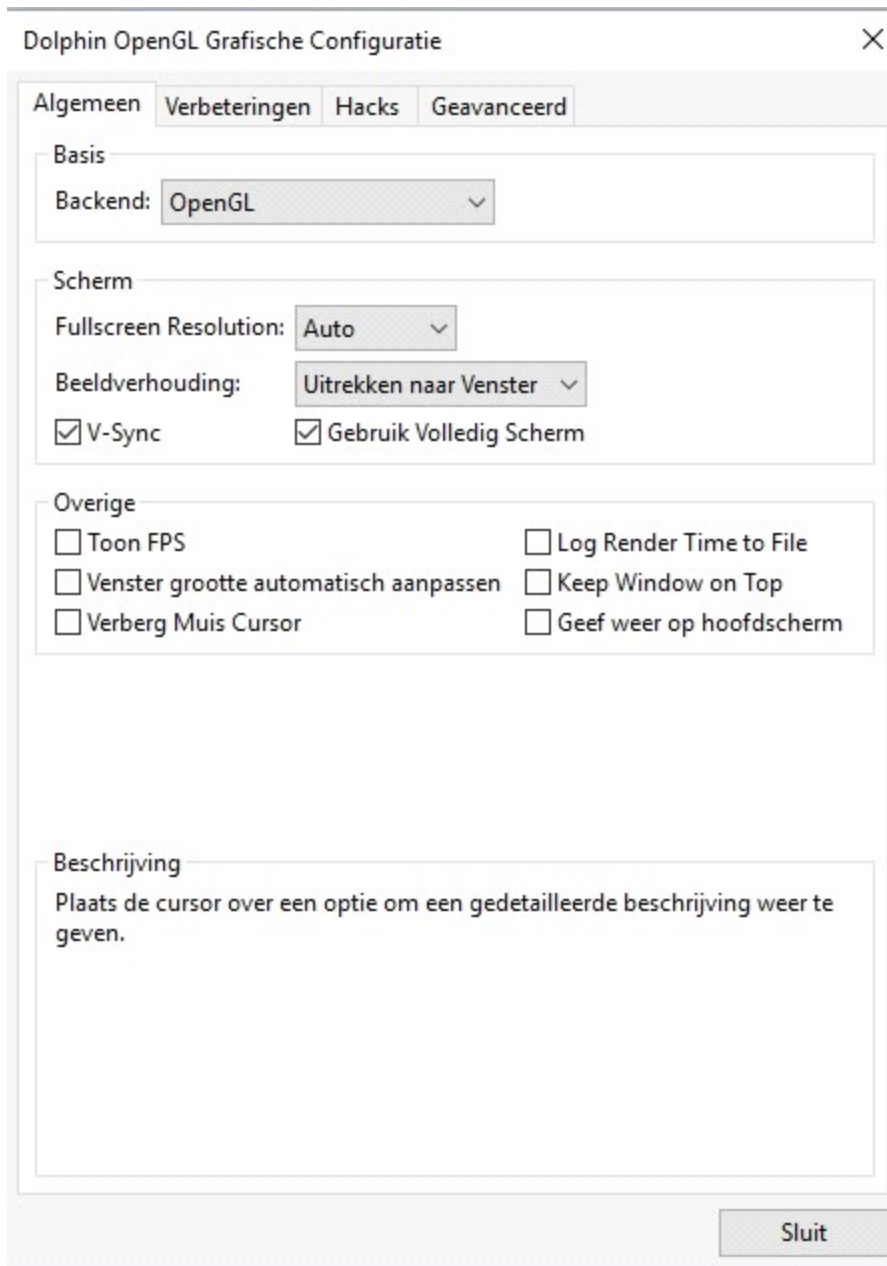 Dolphin OpenGL Grafische Configuratie
Algemeen Verbeteringen Hacks Geavanceerd
Basis
Backend: OpenGL
Scherm
Fullscreen Resolution: Auto
Beeldverhouding: Uitrekken naar Venster
V-Sync Gebruik Volledig Scherm
Overige
Toon FPS Log Render Time to File
Venster grootte automatisch aanpassen Keep Window on Top
Verberg Muis Cursor Geef weer op hoofdscherm
Beschrijving
Plaats de cursor over een optie om een gedetailleerde beschrijving weer te
geven.
Sluit